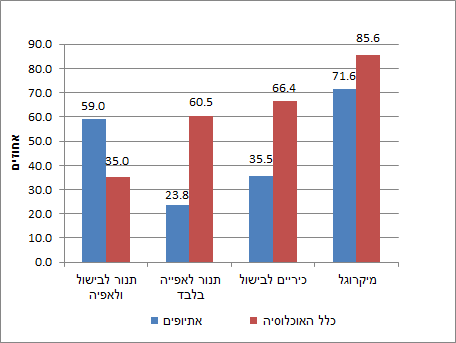 90.0
80.0
70.0
60.0
50.0
40.0
30.0
20.0
10.0
0.0
אחוזים
59.0
35.0
23.8
60.5
35.5
66.4
71.6
85.6
תנור לבישול
ולאפיה
תנור לאפייה
בלבד
כיריים לבישול
מיקרוגל
אתיופים
כלל האוכלוסיה